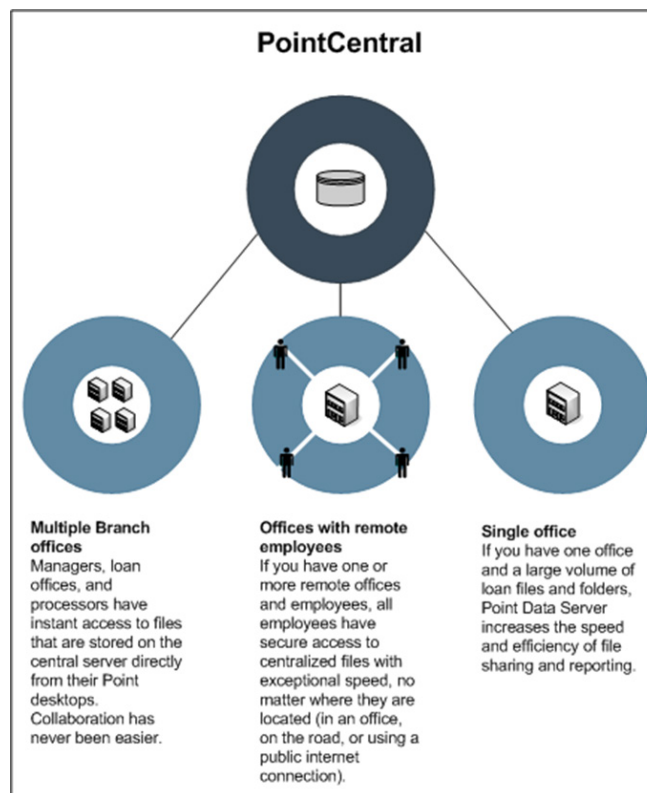 PointCentral
Multiple Branch
offices
Managers, loan
offices, and
processors have
instant access to files
that are stored on the
central server directly
from their Point
desktops.
Collaboration has
never been easier.
Offices with remote
employees
If you have one or
more remote offices
and employees, all
employees have
secure access to
centralized files with
exceptional speed, no
matter where they are
located (in an office,
on the road, or using a
public internet
connection).
Single office
If you have one office
and a large volume of
loan files and folders,
Point Data Server
increases the speed
and efficiency of file
sharing and reporting.